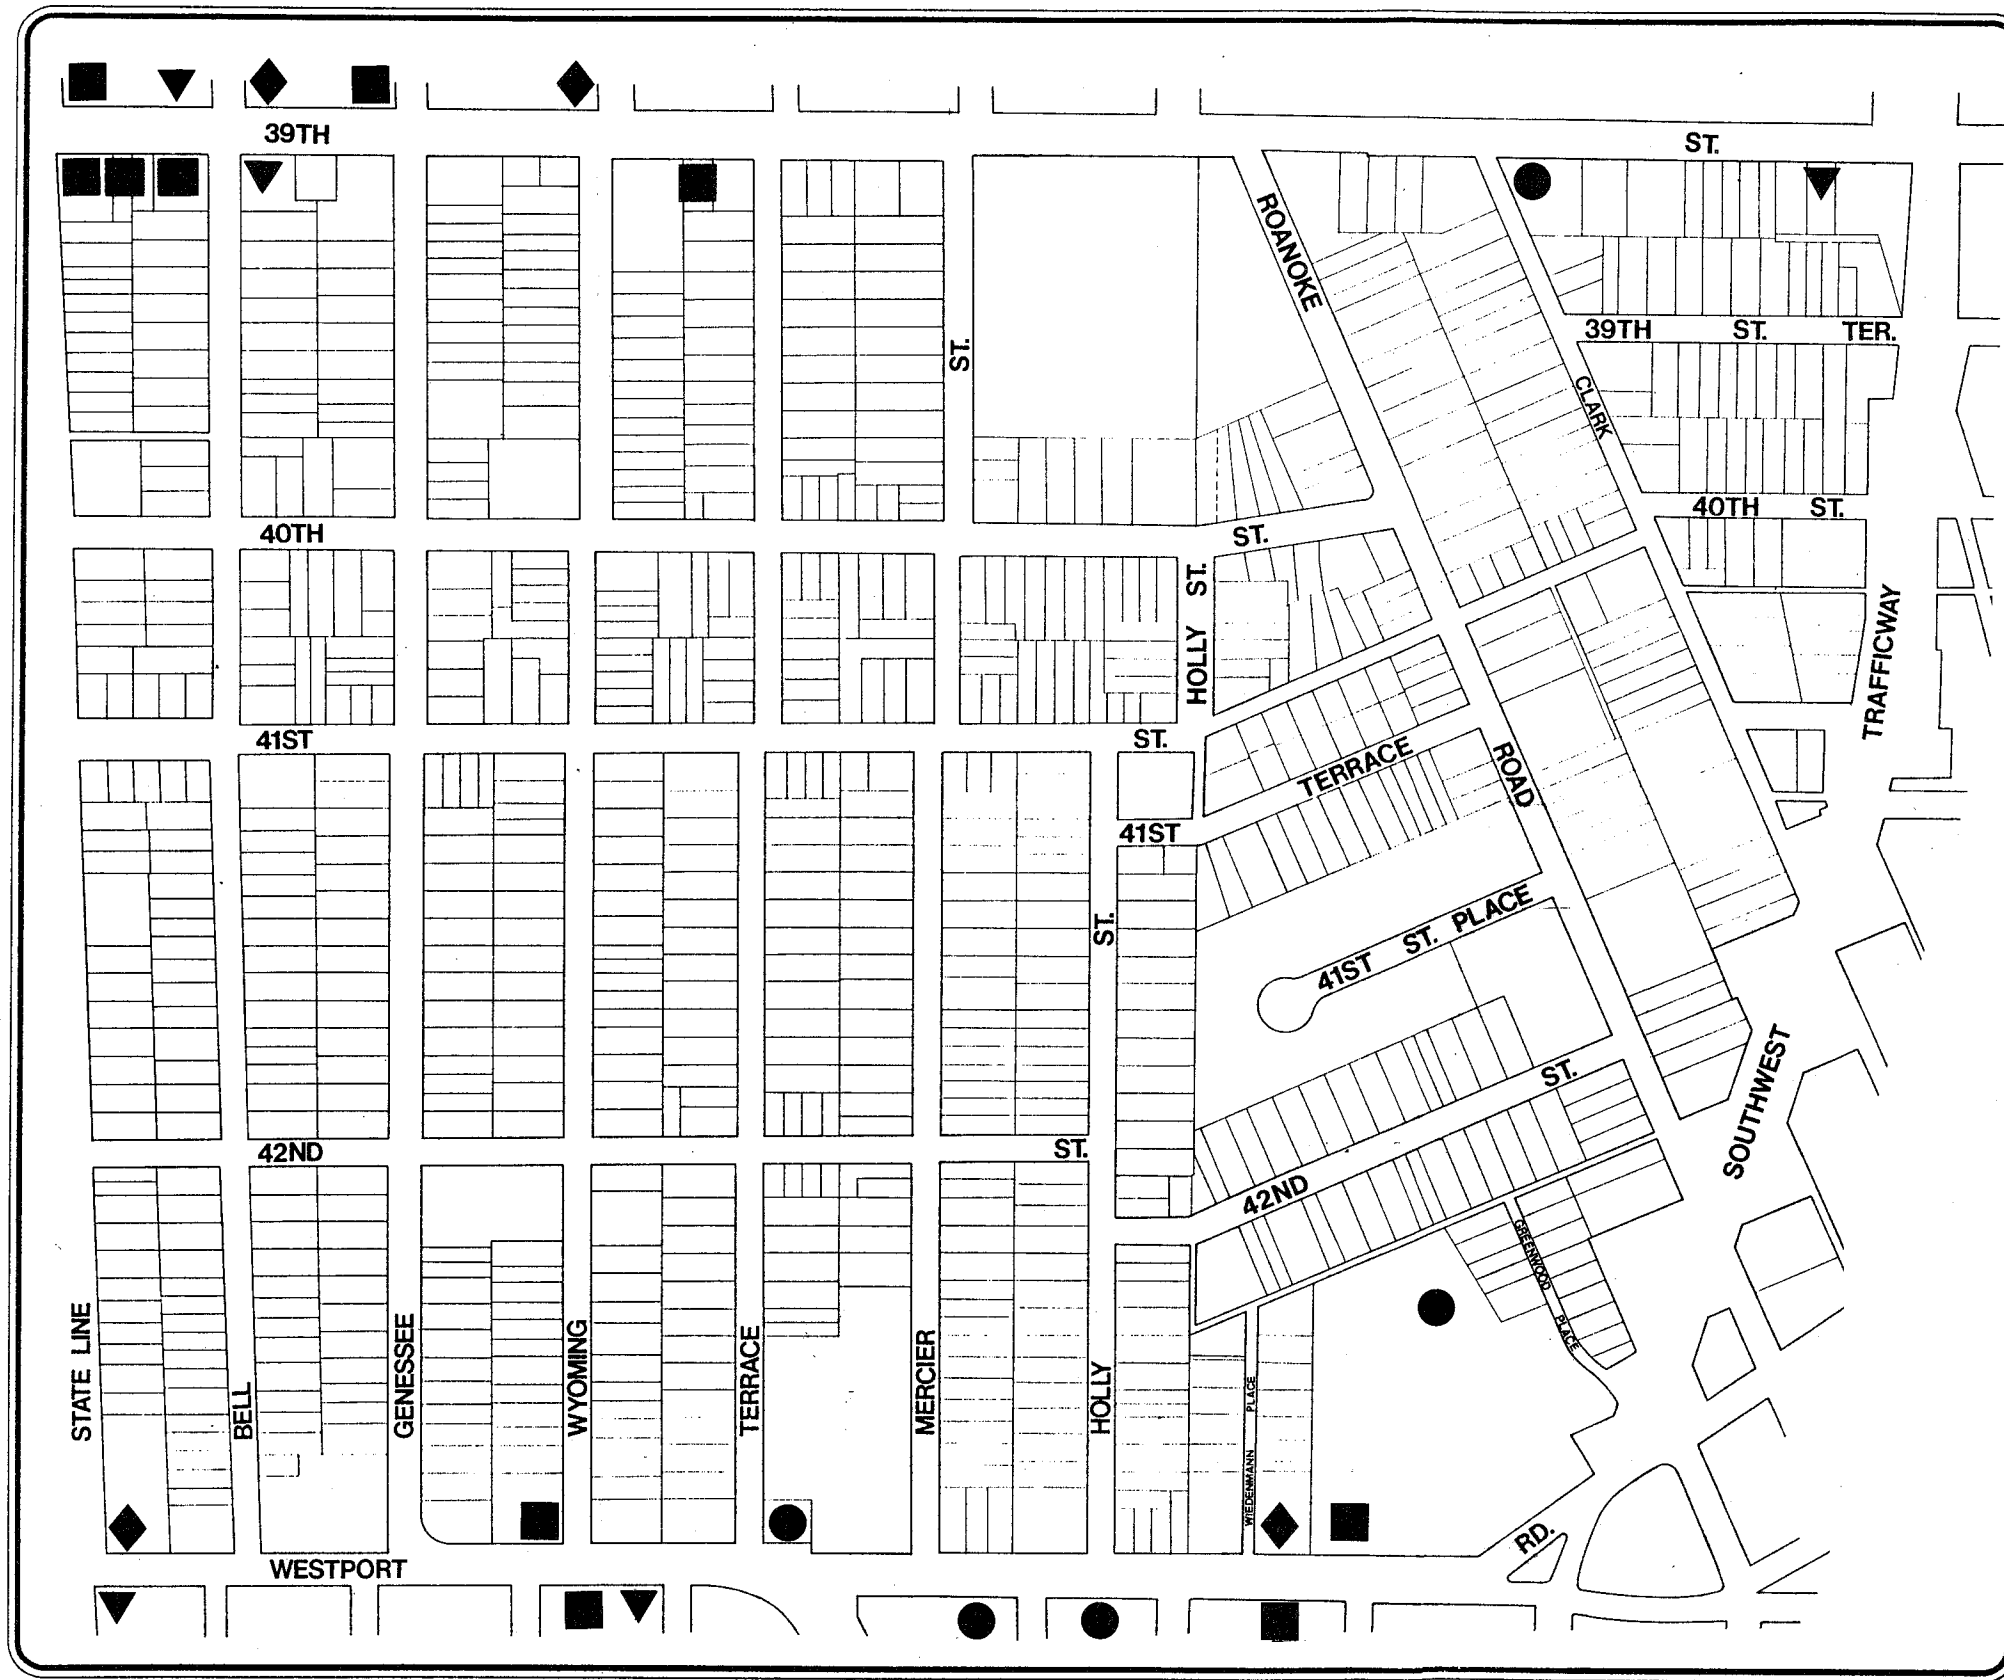 39TH ST.
ROANOKE
39TH ST. TER.
ST.
CLARK
40TH ST.
40TH ST.
HOLLY ST.
TRAFFICWAY
41ST ST.
TERRACE
ROAD
41ST
ST.
41ST ST. PLACE
SOUTHWEST
42ND ST.
42ND ST.
GREENWOOD PLACE
STATE LINE
BELL
GENESSEE
WYOMING
TERRACE
MERCIER
HOLLY
WIEDENMANN PLACE
WESTPORT RD.